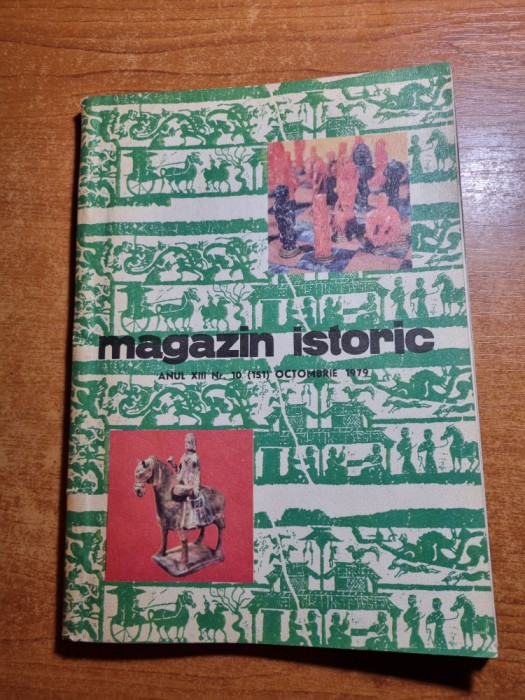 magazin istoric
ANUL XIII Nr. 10 (151) OCTOMBRIE 1979